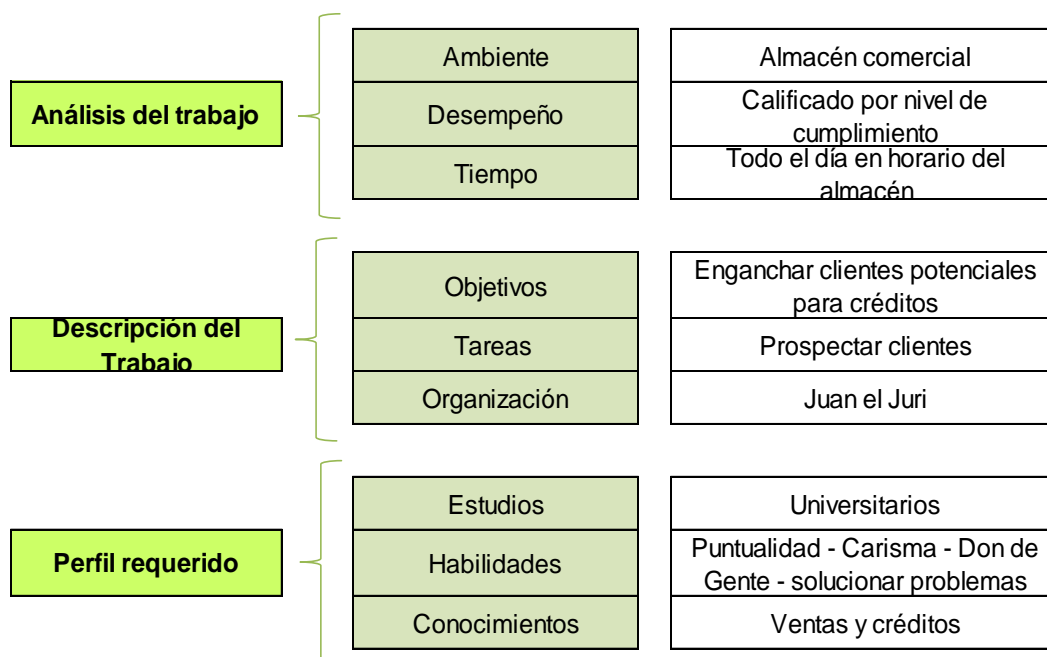 Análisis del trabajo
Ambiente
Almacén comercial
Desempeño
Calificado por nivel de
cumplimiento
Tiempo
Todo el día en horario del
almacén
Descripción del
Trabajo
Objetivos
Enganchar clientes potenciales
para créditos
Tareas
Prospectar clientes
Organización
Juan el Juri
Perfil requerido
Estudios
Universitarios
Habilidades
Puntualidad - Carisma - Don de
Gente - solucionar problemas
Conocimientos
Ventas y créditos